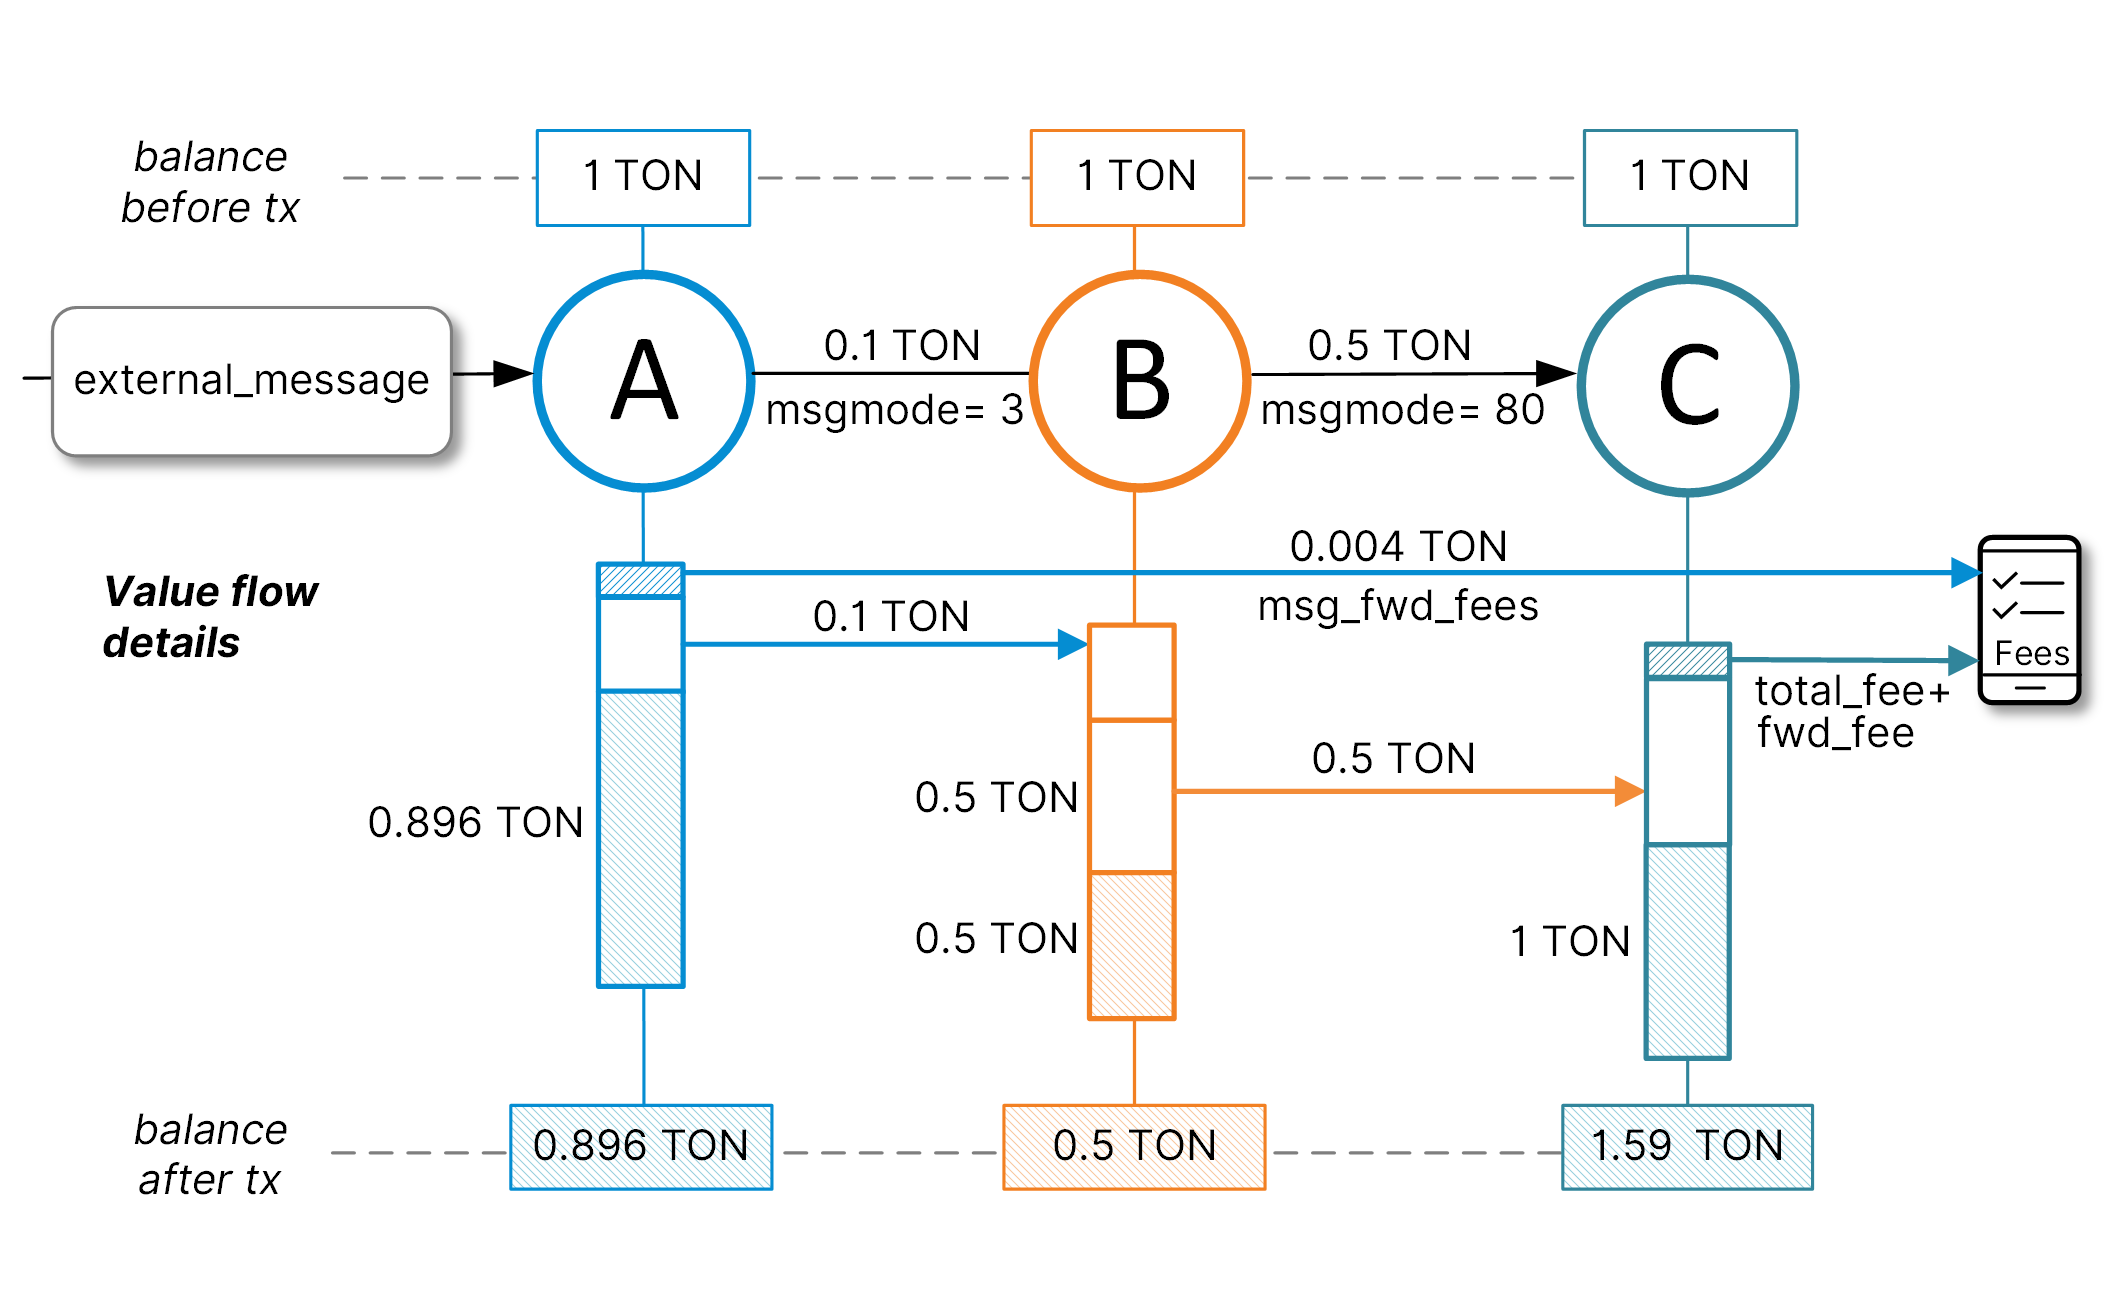 balance
before tx
1 TON
1 TON
1 TON
external_message
A
0.1 TON
msgmode= 3
B
0.5 TON
msgmode= 80
C
Value flow
details
0.004 TON
msg_fwd_fees
0.1 TON
Fees
total_fee+
fwd_fee
0.5 TON
0.896 TON
0.5 TON
0.5 TON
1 TON
balance
after tx
0.896 TON
0.5 TON
1.59 TON